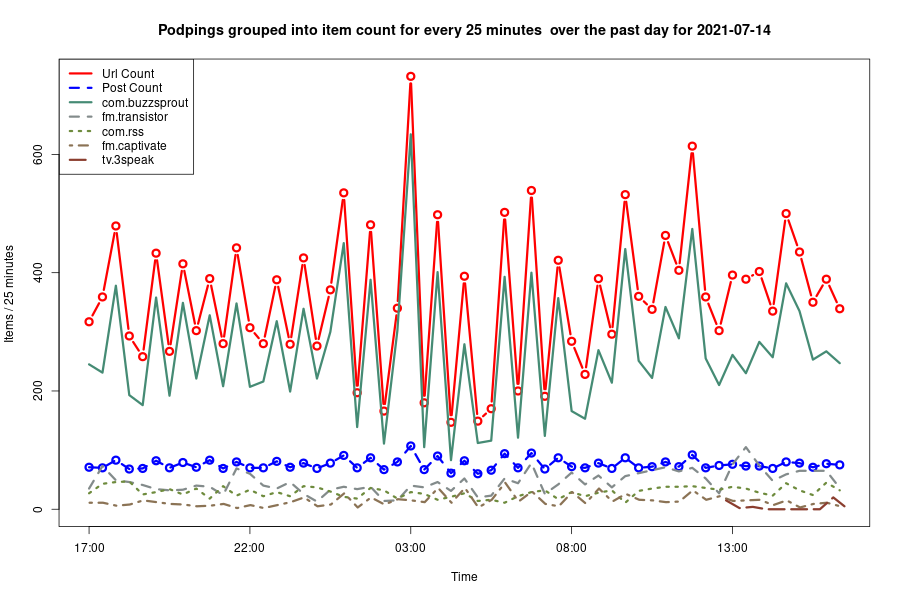 Podpings grouped into item count for every 25 minutes  over the past day for 2021-07-14
Url Count
Post Count
com.buzzsprout
fm.transistor
com.rss
fm.captivate
tv.3speak
Items / 25 minutes
600
400
200
0
17:00 22:00 03:00 08:00 13:00
Time